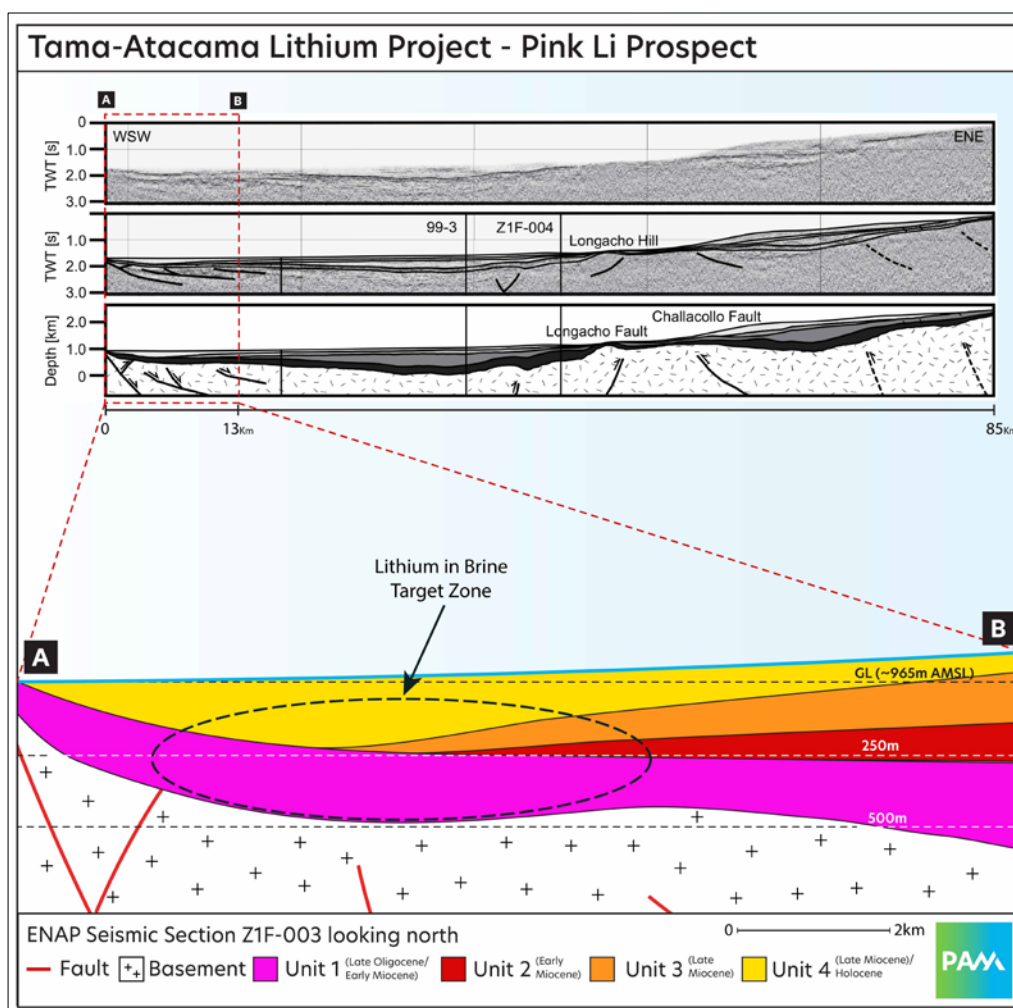 Tama-Atacama Lithium Project - Pink Li Prospect
A B
0 WSW ENE
TWT [s] 1.0
2.0
3.0
99-3 Z1F-004
TWT [s] 1.0 Longacho Hill
2.0
3.0
Depth [km] 2.0 Challacollo Fault
Longacho Fault
1.0
0
0 13Km 85Km
Lithium in Brine
Target Zone
A B
GL (~965m AMSL)
250m
500m
ENAP Seismic Section Z1F-003 looking north 0 2km
Fault Basement Unit 1 (Late Oligocene/ Early Miocene) Unit 2 (Early Miocene) Unit 3 (Late Miocene) Unit 4 (Late Miocene)/ Holocene
PAM